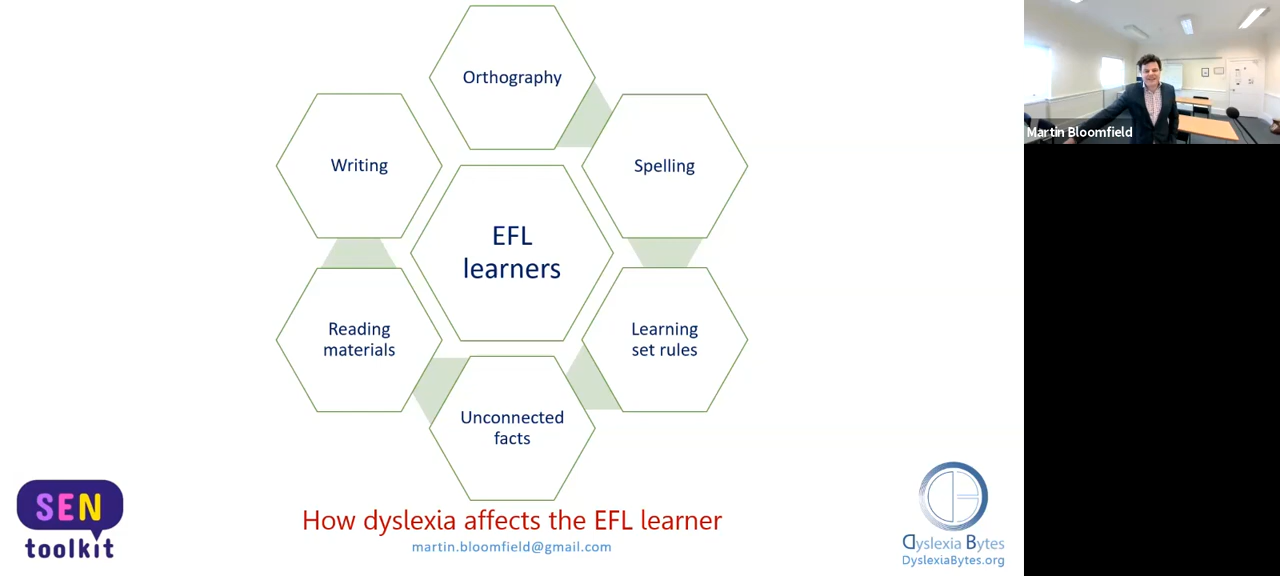 Orthography
Writing
Spelling
EFL
learners
Reading
materials
Learning
set rules
Unconnected
facts
How dyslexia affects the EFL learner
martin.bloomfield@gmail.com
SEN
toolkit
Dyslexia Bytes
DyslexiaBytes.org
Martin Bloomfield